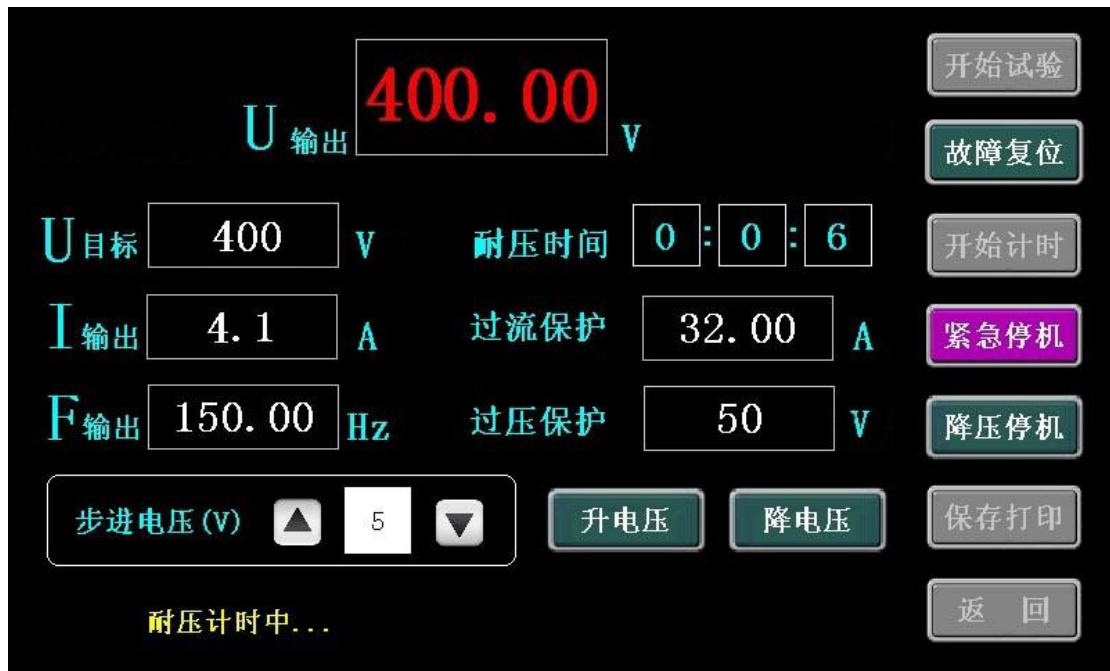 U输出 400.00 V
开始试验
故障复位
U目标 400 V
耐压时间 0:0:6
开始计时
I输出 4.1 A
过流保护 32.00 A
紧急停机
F输出 150.00 Hz
过压保护 50 V
降压停机
步进电压(V) 5
升电压
降电压
保存打印
耐压计时中...
返 回